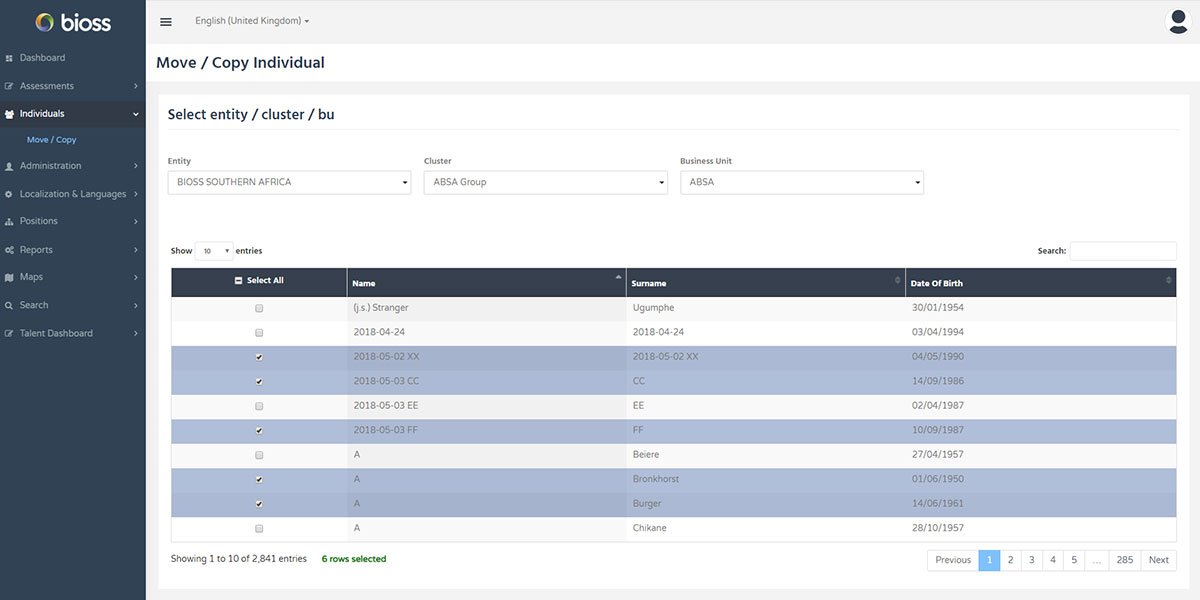 bioss
English (United Kingdom)
Dashboard
Assessments
Individuals
Move / Copy
Administration
Localization & Languages
Positions
Reports
Maps
Search
Talent Dashboard
Move / Copy Individual
Select entity / cluster / bu
Entity Cluster Business Unit
BIOSS SOUTHERN AFRICA ABSA Group ABSA
Show 10 entries Search:
Select All Name Surname Date Of Birth
(j.s.) Stranger Ugumphe 30/01/1954
2018-04-24 2018-04-24 03/04/1994
2018-05-02 XX 2018-05-02 XX 04/05/1990
2018-05-03 CC CC 14/09/1986
2018-05-03 EE EE 02/04/1987
2018-05-03 FF FF 10/09/1987
A Beiere 27/04/1957
A Bronkhorst 01/06/1950
A Burger 14/06/1961
A Chikane 28/10/1957
Showing 1 to 10 of 2,841 entries 6 rows selected Previous 1 2 3 4 5 ... 285 Next